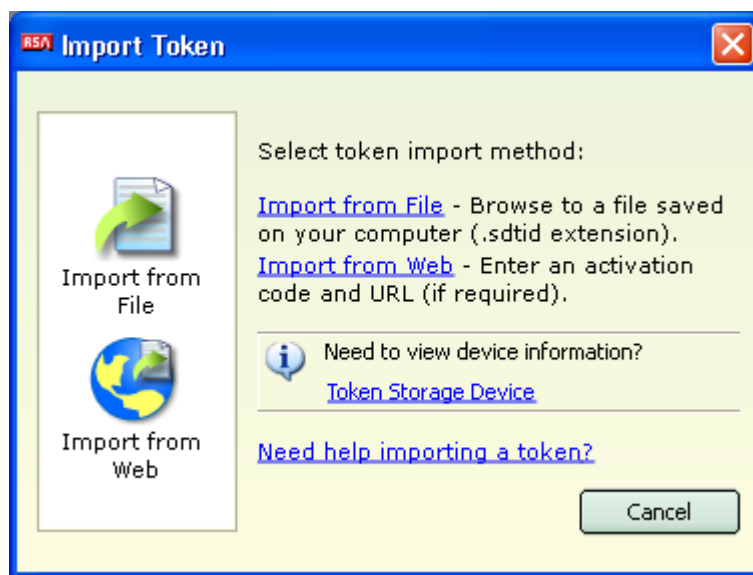 RSA Import Token
Select token import method:
Import from File - Browse to a file saved
on your computer (.sdtid extension).
Import from Web - Enter an activation
code and URL (if required).
Import from
File
Need to view device information?
Token Storage Device
Import from
Web
Need help importing a token?
Cancel